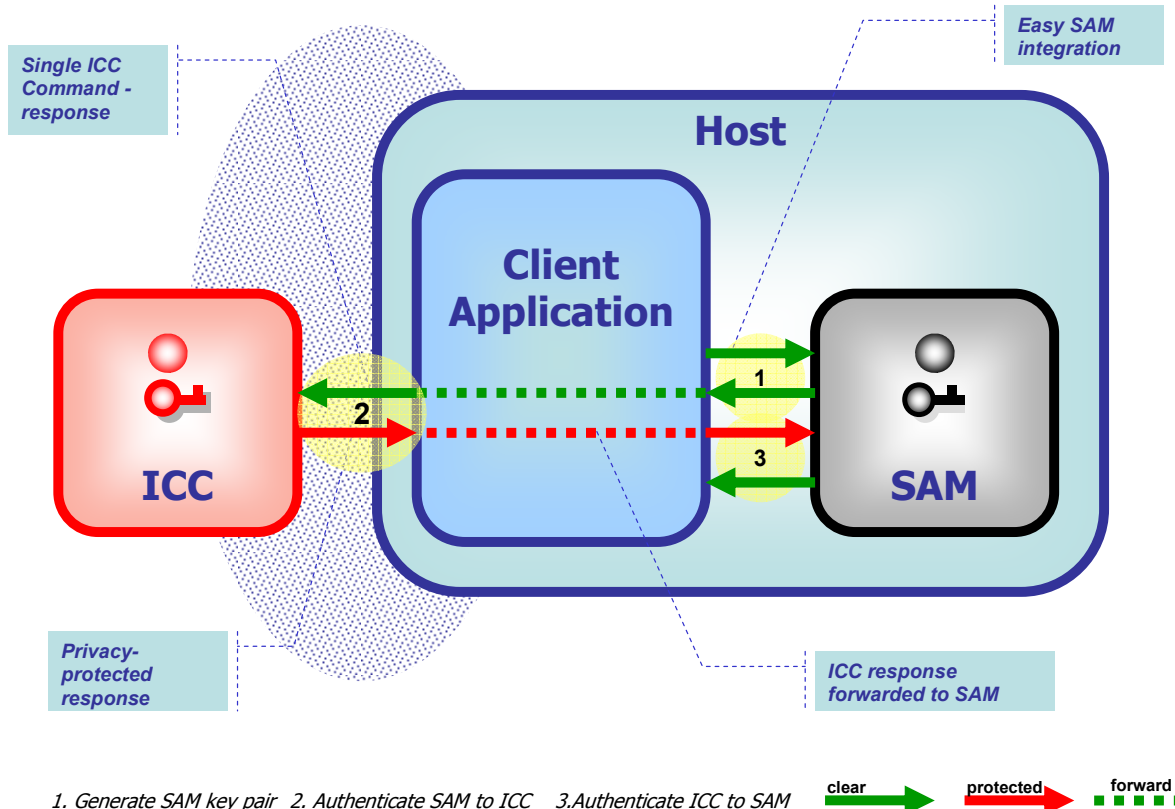 Single ICC
Command -
response
Easy SAM
integration
Host
Client
Application
1
2
3
ICC
SAM
Privacy-
protected
response
ICC response
forwarded to SAM
1. Generate SAM key pair 2. Authenticate SAM to ICC 3.Authenticate ICC to SAM
clear protected forward